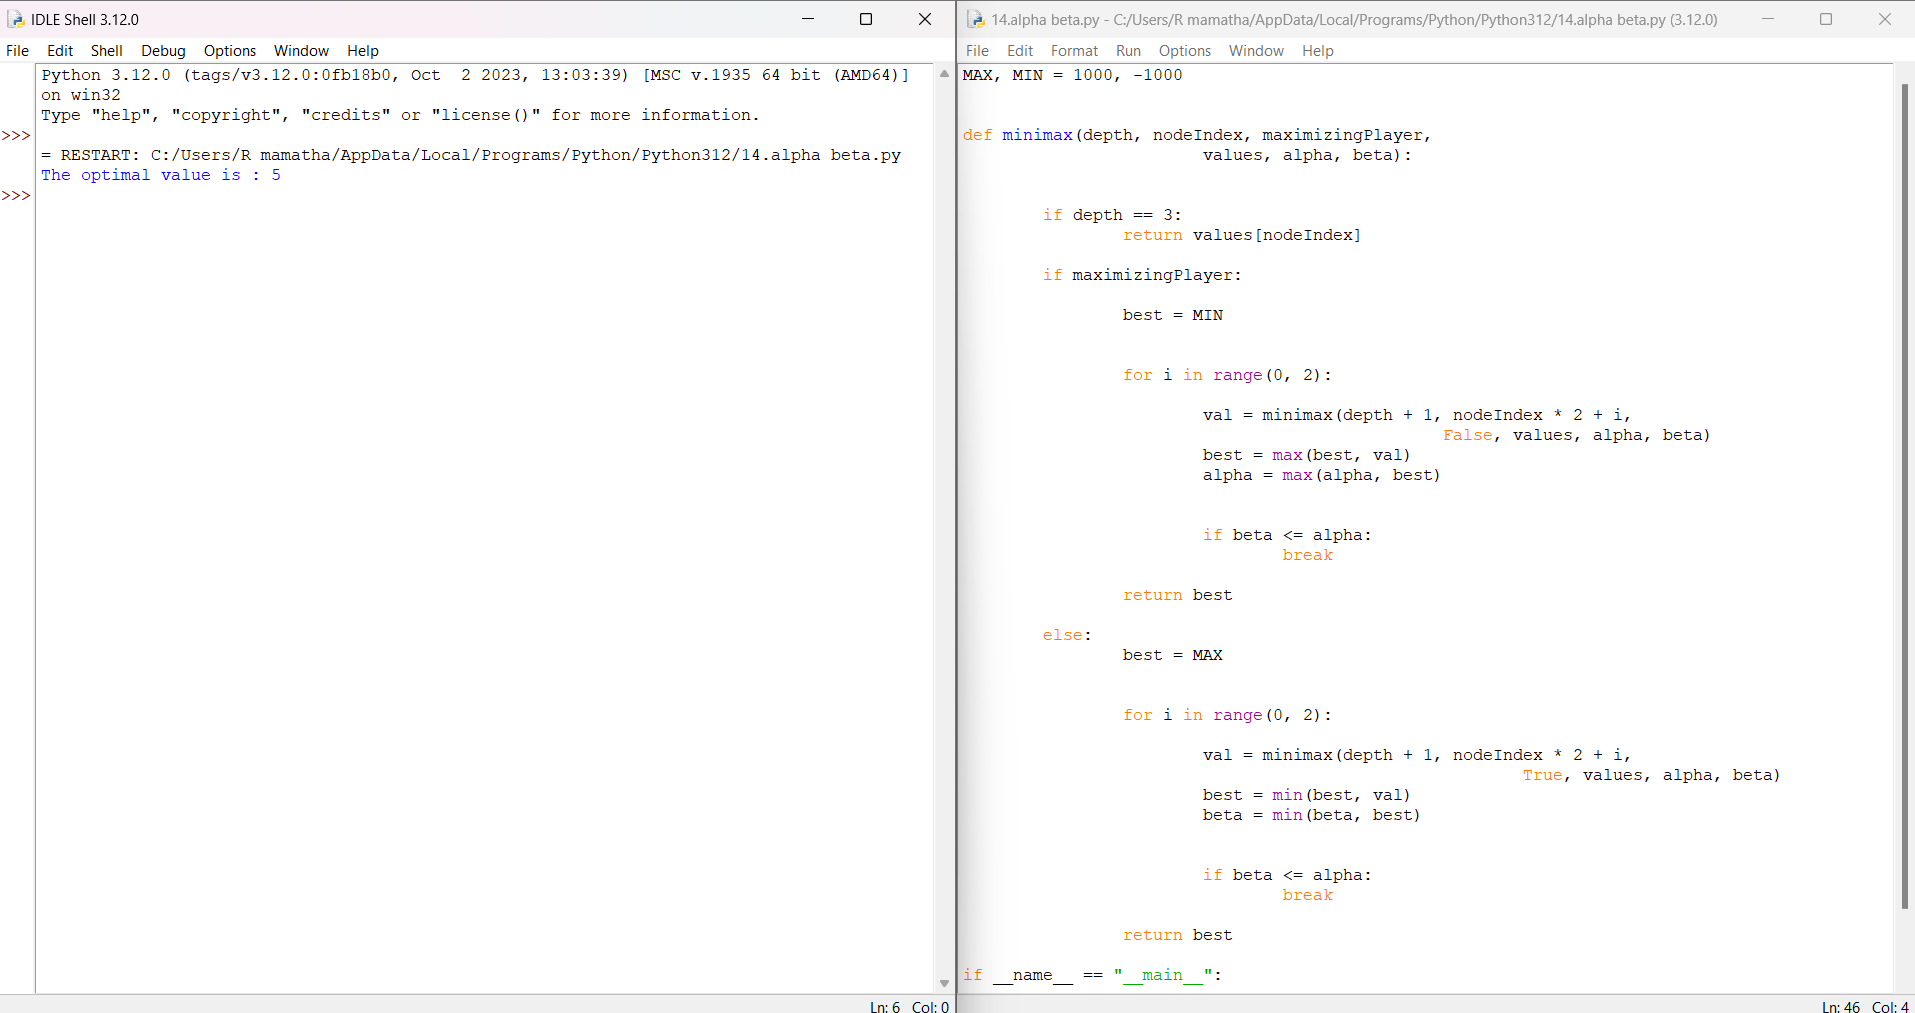 IDLE Shell 3.12.0
File Edit Shell Debug Options Window Help
Python 3.12.0 (tags/v3.12.0:0fb18b0, Oct  2 2023, 13:03:39) [MSC v.1935 64 bit (AMD64)]
on win32
Type "help", "copyright", "credits" or "license()" for more information.
>>>
= RESTART: C:/Users/R mamatha/AppData/Local/Programs/Python/Python312/14.alpha beta.py
The optimal value is : 5
>>>
Ln: 6 Col: 0
14.alpha beta.py - C:/Users/R mamatha/AppData/Local/Programs/Python/Python312/14.alpha beta.py (3.12.0)
File Edit Format Run Options Window Help
MAX, MIN = 1000, -1000
def minimax(depth, nodeIndex, maximizingPlayer,
values, alpha, beta):
if depth == 3:
return values[nodeIndex]
if maximizingPlayer:
best = MIN
for i in range(0, 2):
val = minimax(depth + 1, nodeIndex * 2 + i,
False, values, alpha, beta)
best = max(best, val)
alpha = max(alpha, best)
if beta <= alpha:
break
return best
else:
best = MAX
for i in range(0, 2):
val = minimax(depth + 1, nodeIndex * 2 + i,
True, values, alpha, beta)
best = min(best, val)
beta = min(beta, best)
if beta <= alpha:
break
return best
if __name__ == "__main__":
Ln: 46 Col: 4